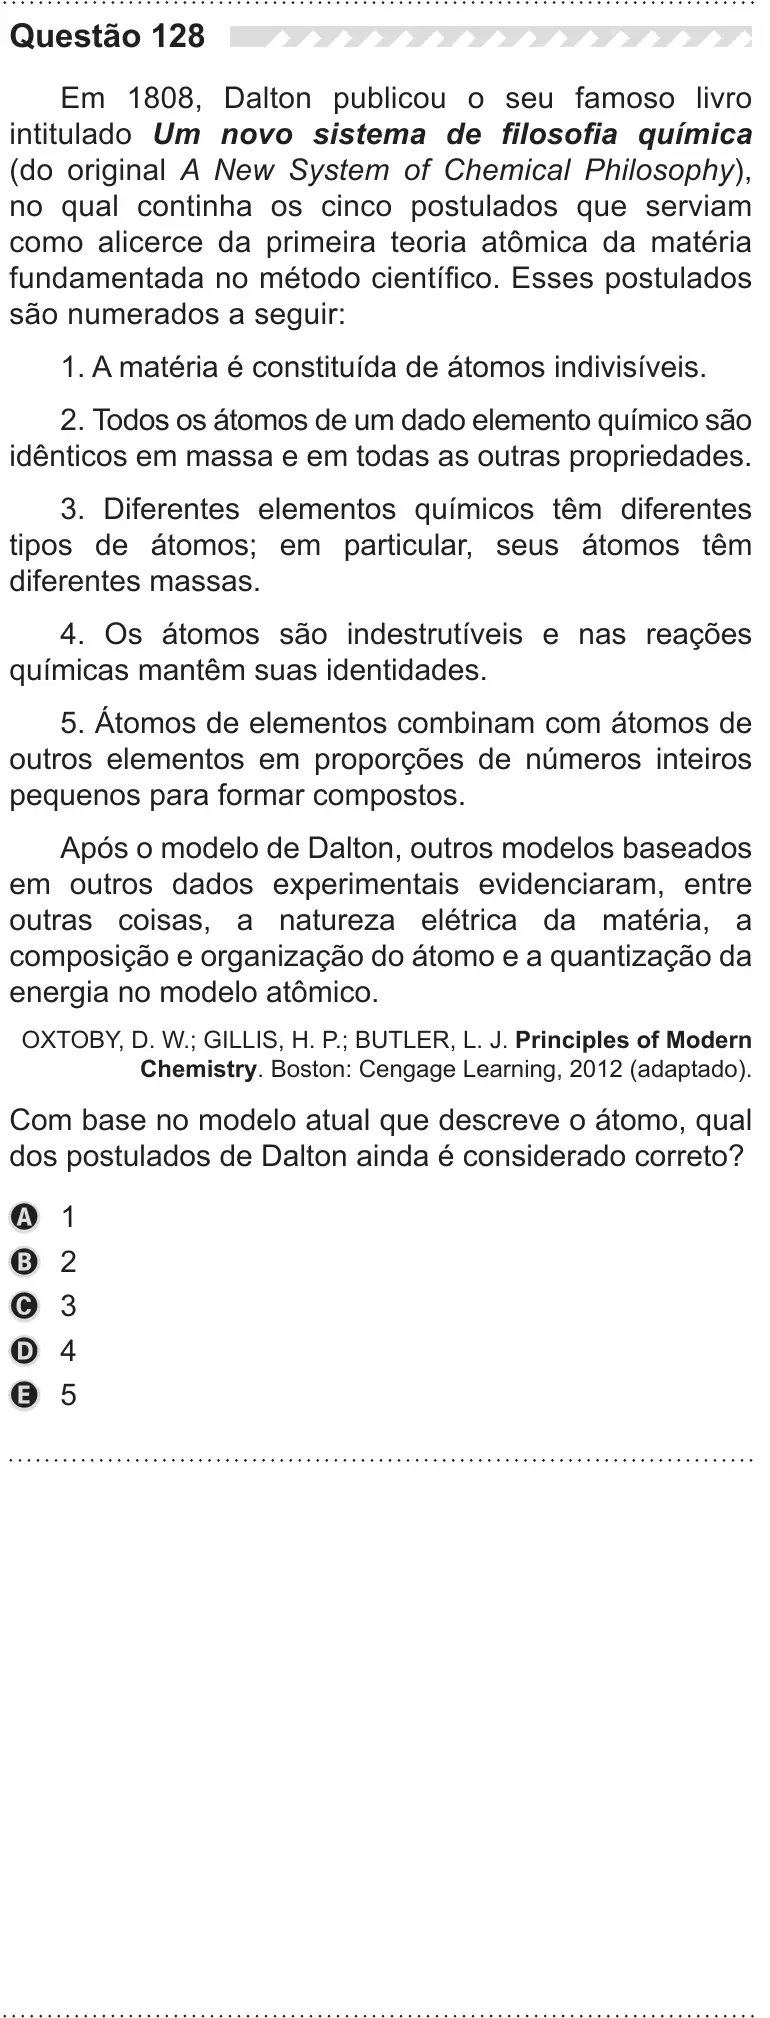 Questão 128
Em 1808, Dalton publicou o seu famoso livro
intitulado Um novo sistema de filosofia química
(do original A New System of Chemical Philosophy),
no qual continha os cinco postulados que serviam
como alicerce da primeira teoria atômica da matéria
fundamentada no método científico. Esses postulados
são numerados a seguir:
1. A matéria é constituída de átomos indivisíveis.
2. Todos os átomos de um dado elemento químico são
idênticos em massa e em todas as outras propriedades.
3. Diferentes elementos químicos têm diferentes
tipos de átomos; em particular, seus átomos têm
diferentes massas.
4. Os átomos são indestrutíveis e nas reações
químicas mantêm suas identidades.
5. Átomos de elementos combinam com átomos de
outros elementos em proporções de números inteiros
pequenos para formar compostos.
Após o modelo de Dalton, outros modelos baseados
em outros dados experimentais evidenciaram, entre
outras coisas, a natureza elétrica da matéria, a
composição e organização do átomo e a quantização da
energia no modelo atômico.
OXTOBY, D. W.; GILLIS, H. P.; BUTLER, L. J. Principles of Modern
Chemistry. Boston: Cengage Learning, 2012 (adaptado).
Com base no modelo atual que descreve o átomo, qual
dos postulados de Dalton ainda é considerado correto?
A 1
B 2
C 3
D 4
E 5